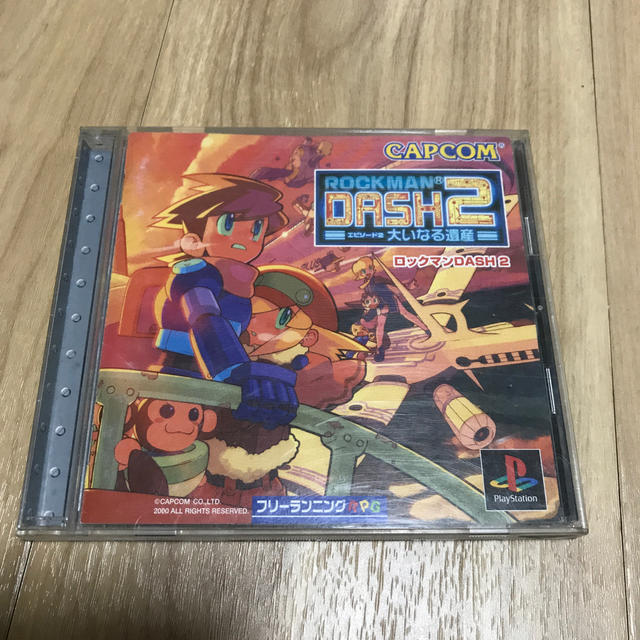 CAPCOM®
ROCKMAN®
DASH2
エピソード2 大いなる遺産
ロックマンDASH 2
©CAPCOM CO.,LTD.
2000 ALL RIGHTS RESERVED.
フリーランニングRPG
PlayStation